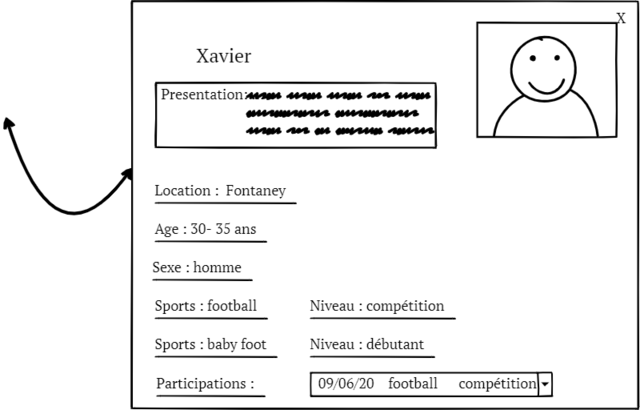 X
Xavier
Presentation:
Location : Fontaney
Age : 30- 35 ans
Sexe : homme
Sports : football Niveau : compétition
Sports : baby foot Niveau : débutant
Participations : 09/06/20 football compétition